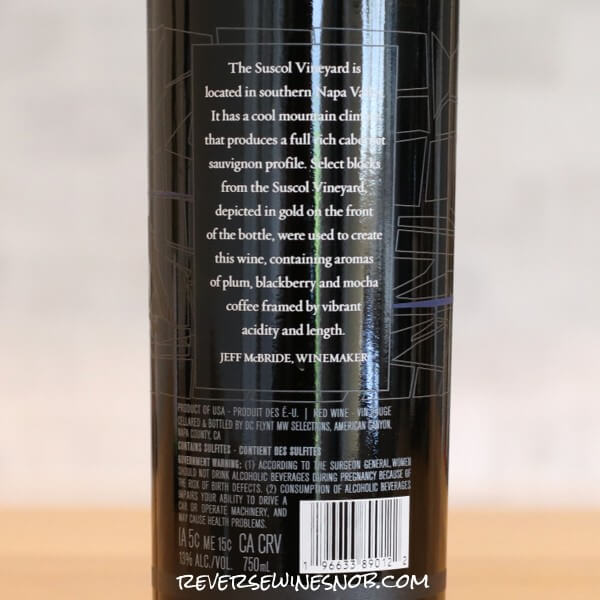 The Suscol Vineyard is
located in southern Napa Valley.
It has a cool mountain climate
that produces a full rich cabernet
sauvignon profile. Select blocks
from the Suscol Vineyard,
depicted in gold on the front
of the bottle, were used to create
this wine, containing aromas
of plum, blackberry and mocha
coffee framed by vibrant
acidity and length.
JEFF McBRIDE, WINEMAKER
PRODUCT OF USA - PRODUIT DES É.-U. | RED WINE - VIN ROUGE
CELLARED & BOTTLED BY DC FLYNT MW SELECTIONS, AMERICAN CANYON,
NAPA COUNTY, CA
CONTAINS SULFITES - CONTIENT DES SULFITES
GOVERNMENT WARNING: (1) ACCORDING TO THE SURGEON GENERAL, WOMEN
SHOULD NOT DRINK ALCOHOLIC BEVERAGES DURING PREGNANCY BECAUSE OF
THE RISK OF BIRTH DEFECTS. (2) CONSUMPTION OF ALCOHOLIC BEVERAGES
IMPAIRS YOUR ABILITY TO DRIVE A
CAR OR OPERATE MACHINERY, AND
MAY CAUSE HEALTH PROBLEMS.
IA 5¢ ME 15¢ CA CRV
13% ALC./VOL. 750mL
1 96633 89012 2
REVERSEWINESNOB.COM